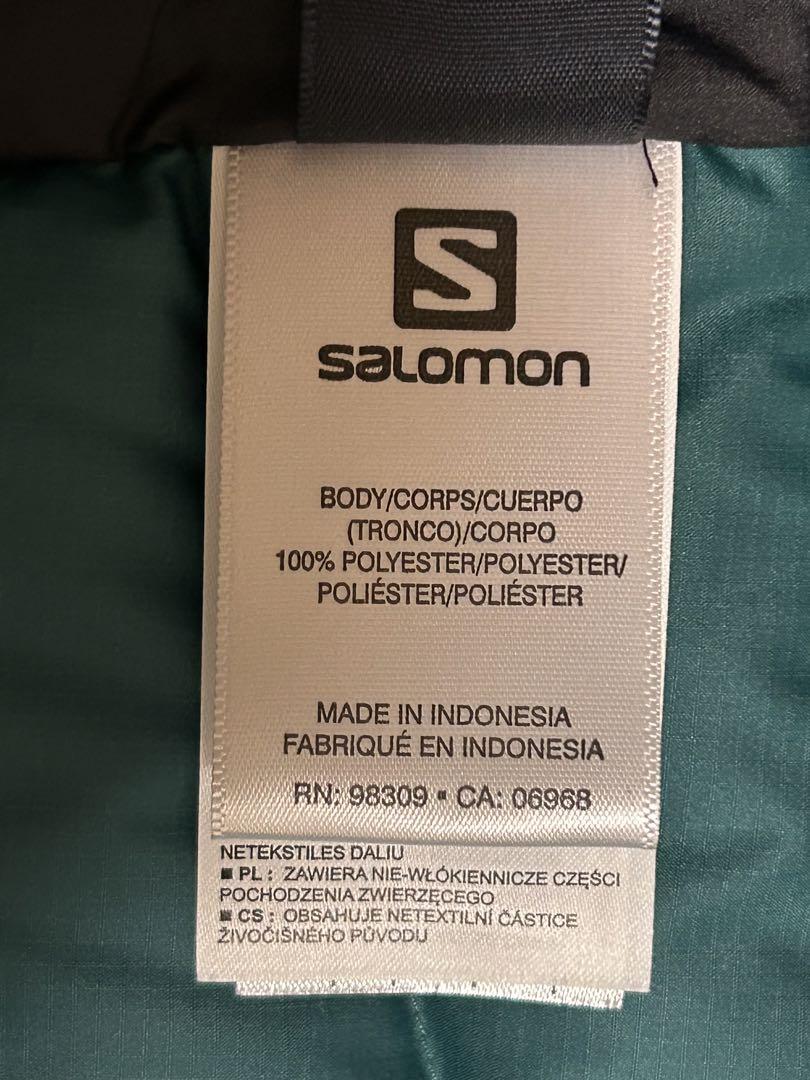 S
salomon
BODY/CORPS/CUERPO
(TRONCO)/CORPO
100% POLYESTER/POLYESTER/
POLIÉSTER/POLIÉSTER
MADE IN INDONESIA
FABRIQUÉ EN INDONESIA
RN: 98309 ▪ CA: 06968
NETEKSTILES DALIU
■ PL : ZAWIERA NIE-WŁÓKIENNICZE CZĘŚCI
POCHODZENIA ZWIERZĘCEGO
■ CS : OBSAHUJE NETEXTILNÍ ČÁSTICE
ŽIVOČIŠNÉHO PŮVODU